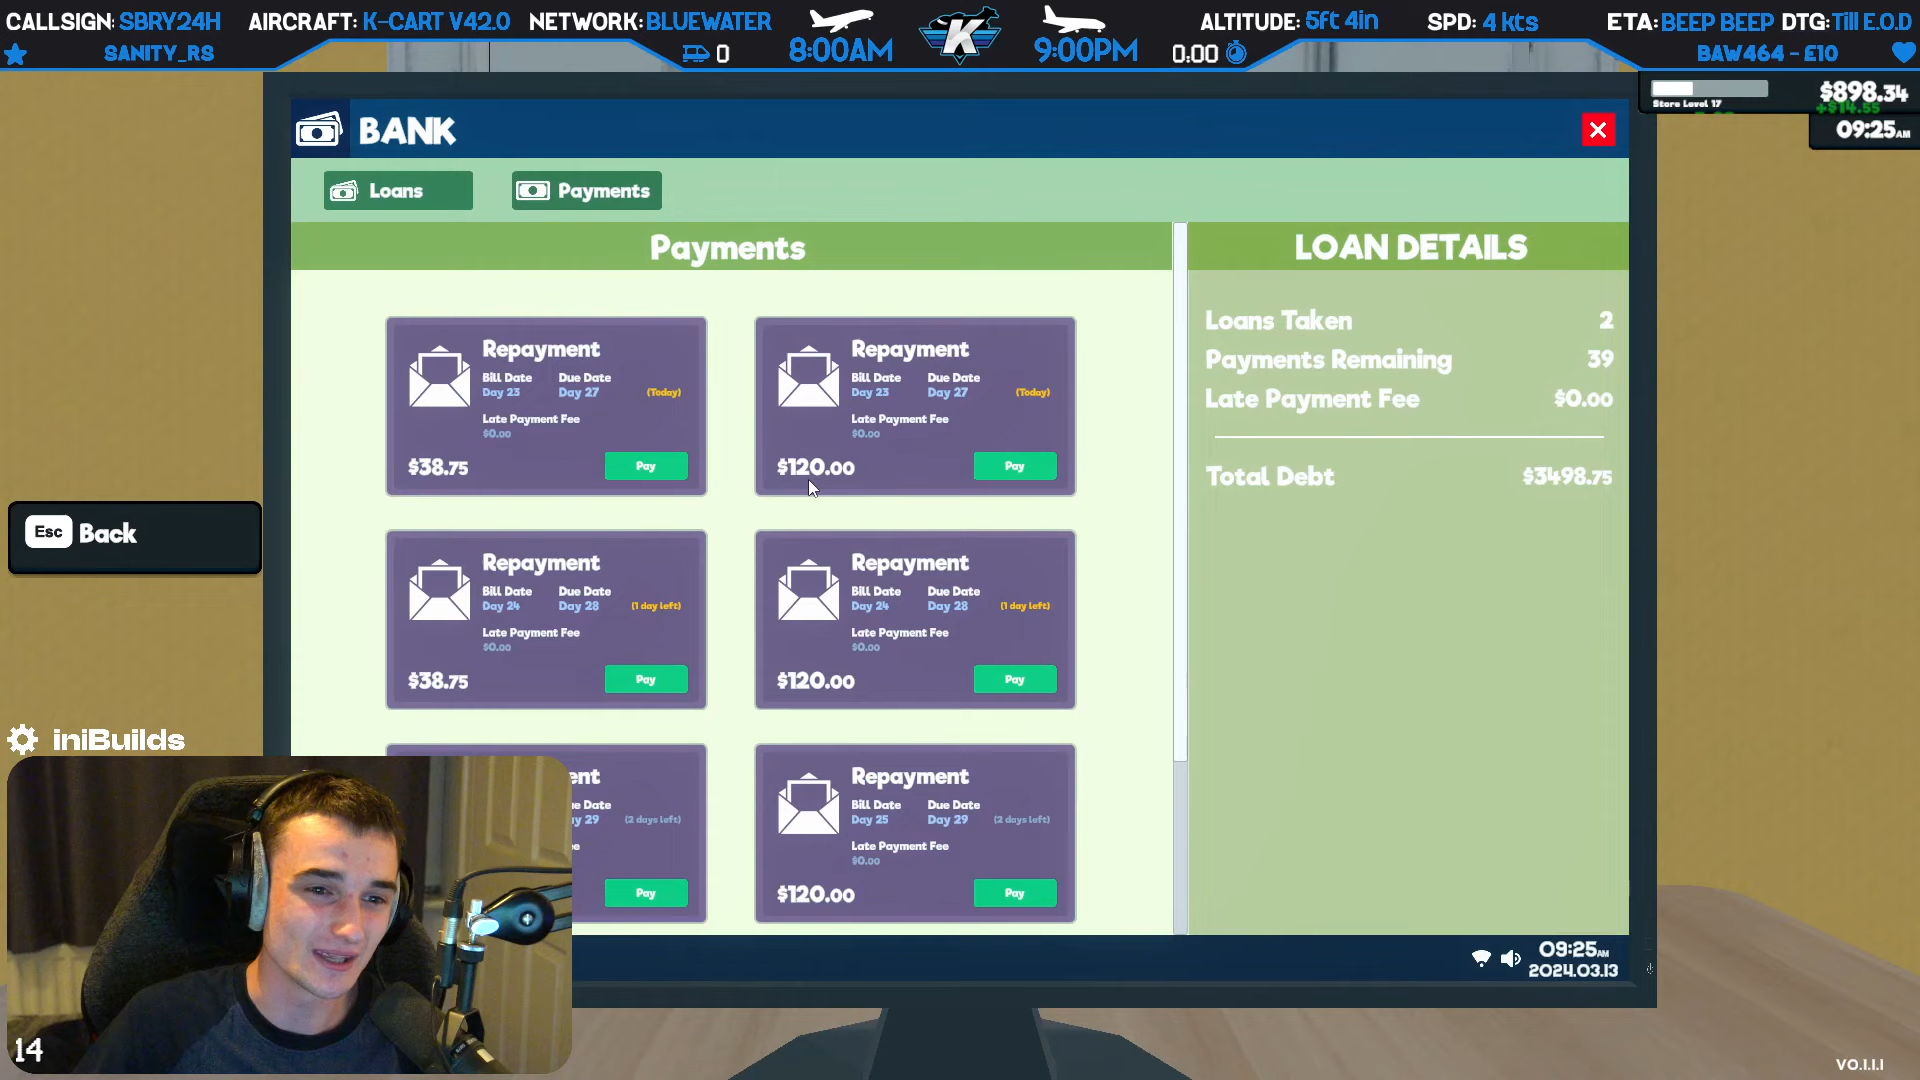 CALLSIGN: SBRY24H AIRCRAFT: K-CART V42.0 NETWORK: BLUEWATER ALTITUDE: 5ft 4in SPD: 4 kts ETA: BEEP BEEP DTG: Till E.O.D
SANITY_RS 0 8:00AM K 9:00PM 0:00 BAW464 - £10
Store Level 17 $898.34
+$14.55
09:25AM
BANK
Loans Payments
Payments
LOAN DETAILS
Loans Taken 2
Payments Remaining 39
Late Payment Fee $0.00
Total Debt $3498.75
Repayment
Bill Date Due Date
Day 23 Day 27 (Today)
Late Payment Fee
$0.00
$38.75 Pay
Repayment
Bill Date Due Date
Day 23 Day 27 (Today)
Late Payment Fee
$0.00
$120.00 Pay
Repayment
Bill Date Due Date
Day 24 Day 28 (1 day left)
Late Payment Fee
$0.00
$38.75 Pay
Repayment
Bill Date Due Date
Day 24 Day 28 (1 day left)
Late Payment Fee
$0.00
$120.00 Pay
ent
e Date
ay 29 (2 days left)
e
Pay
Repayment
Bill Date Due Date
Day 25 Day 29 (2 days left)
Late Payment Fee
$0.00
$120.00 Pay
Esc Back
iniBuilds
14
09:25AM
2024.03.13
V0.1.1.1